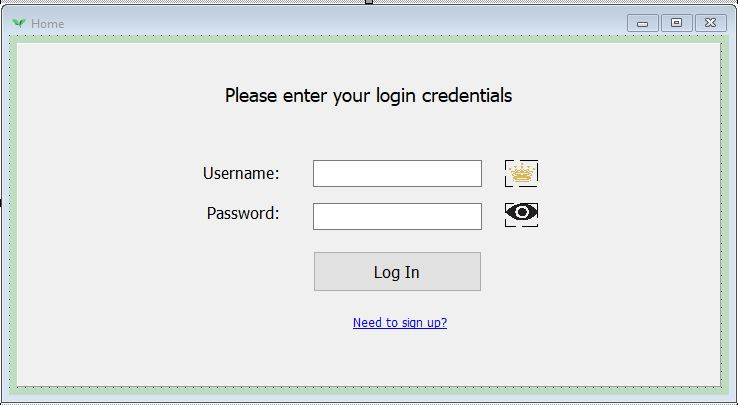 Home
Please enter your login credentials
Username:
Password:
Log In
Need to sign up?